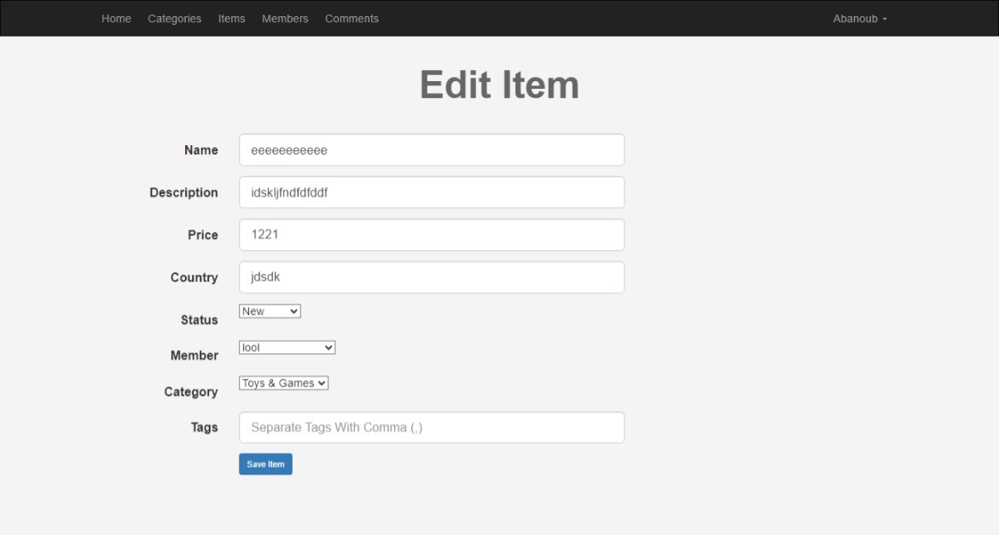 Home Categories Items Members Comments Abanoub
Edit Item
Name eeeeeeeeeee
Description idskljfndfdfddf
Price 1221
Country jdsdk
Status New
Member lool
Category Toys & Games
Tags Separate Tags With Comma (,)
Save Item